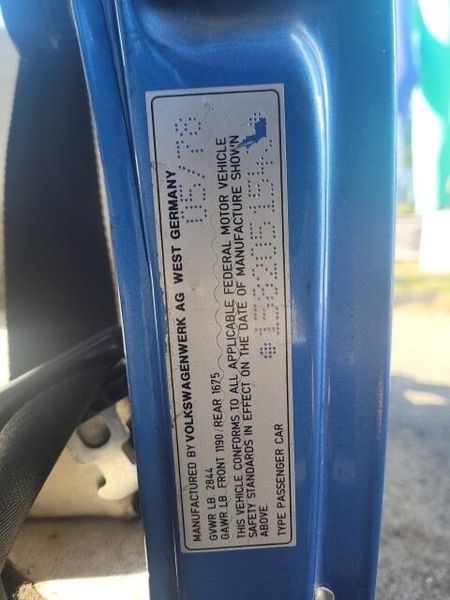 MANUFACTURED BY VOLKSWAGENWERK AG WEST GERMANY
05/78
GVWR LB. 2844
GAWR LB. FRONT 1190/REAR 1675
THIS VEHICLE CONFORMS TO ALL APPLICABLE FEDERAL MOTOR VEHICLE
SAFETY STANDARDS IN EFFECT ON THE DATE OF MANUFACTURE SHOWN
ABOVE.
TYPE PASSENGER CAR